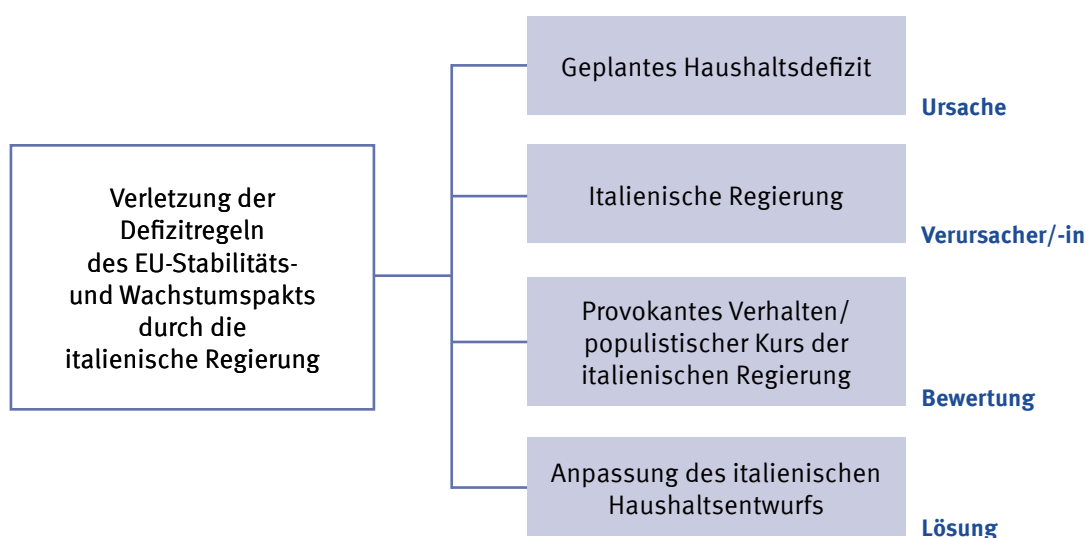 Verletzung der
Defizitregeln
des EU-Stabilitäts-
und Wachstumspakts
durch die
italienische Regierung
Geplantes Haushaltsdefizit
Ursache
Italienische Regierung
Verursacher/-in
Provokantes Verhalten/
populistischer Kurs der
italienischen Regierung
Bewertung
Anpassung des italienischen
Haushaltsentwurfs
Lösung